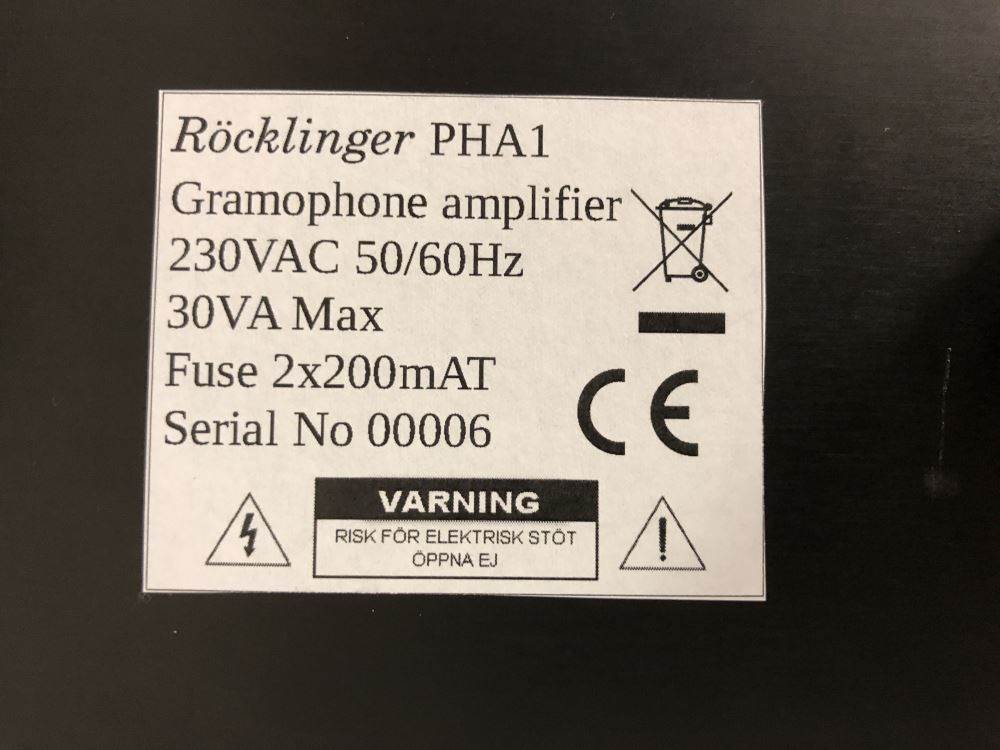 Röcklinger PHA1
Gramophone amplifier
230VAC 50/60Hz
30VA Max
Fuse 2x200mAT
Serial No 00006
CE
VARNING
RISK FÖR ELEKTRISK STÖT
ÖPPNA EJ